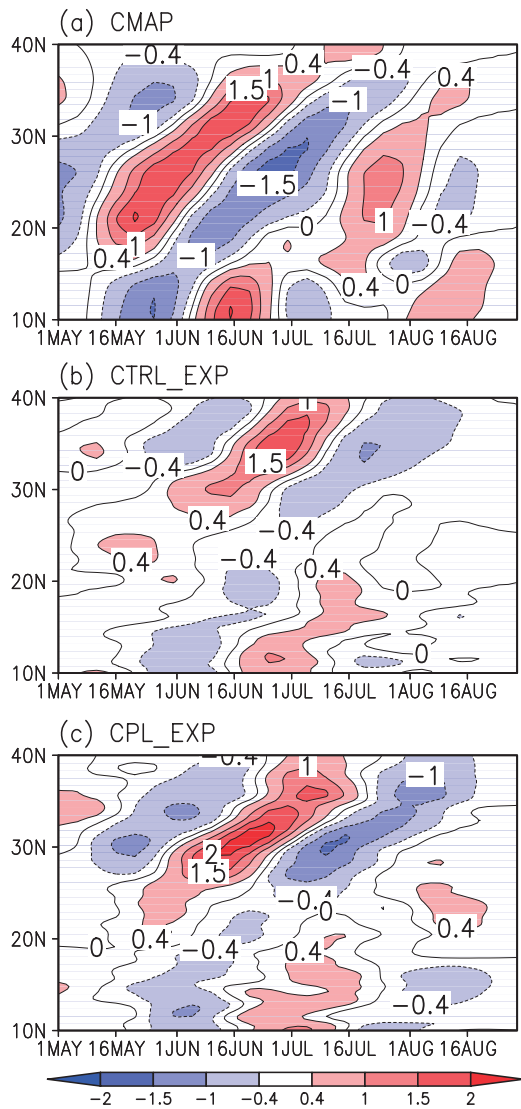 (a) CMAP
40N
30N
20N
10N
-0.4
1
0.4
-0.4
1.5
0.4
-1
-1
-1.5
0
-0.4
1
1
0.4
-1
0.4
0
1MAY 16MAY 1JUN 16JUN 1JUL 16JUL 1AUG 16AUG
(b) CTRL_EXP
40N
30N
20N
10N
1
-0.4
1.5
0
0.4
-0.4
0.4
-0.4
0.4
0
0
1MAY 16MAY 1JUN 16JUN 1JUL 16JUL 1AUG 16AUG
(c) CPL_EXP
40N
30N
20N
10N
-0.4
1
-1
2
1.5
-0.4
0
0.4
0
-0.4
0.4
0.4
-0.4
1MAY 16MAY 1JUN 16JUN 1JUL 16JUL 1AUG 16AUG
-2 -1.5 -1 -0.4 0.4 1 1.5 2